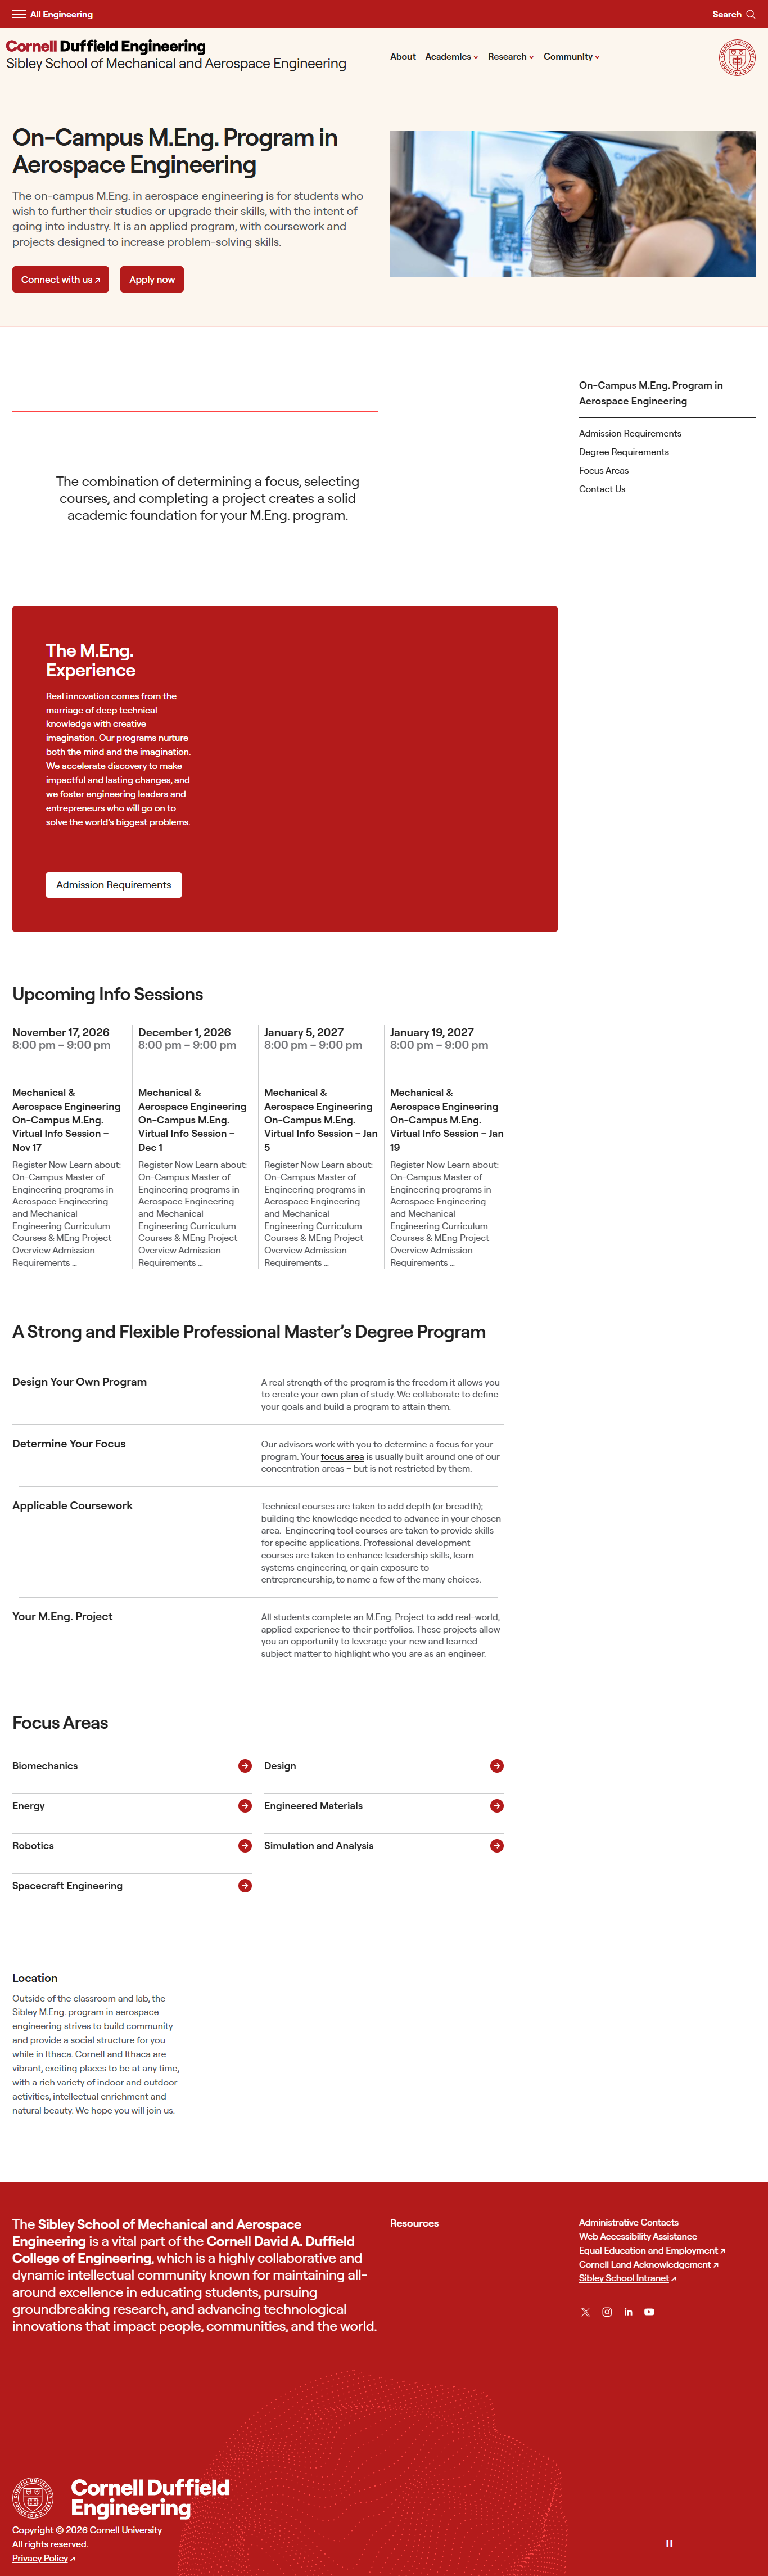 All Engineering
Search
Cornell Duffield Engineering
Sibley School of Mechanical and Aerospace Engineering
About
Academics
Research
Community
On-Campus M.Eng. Program in
Aerospace Engineering
The on-campus M.Eng. in aerospace engineering is for students who
wish to further their studies or upgrade their skills, with the intent of
going into industry. It is an applied program, with coursework and
projects designed to increase problem-solving skills.
Connect with us ↗
Apply now
On-Campus M.Eng. Program in
Aerospace Engineering
Admission Requirements
Degree Requirements
Focus Areas
Contact Us
The combination of determining a focus, selecting
courses, and completing a project creates a solid
academic foundation for your M.Eng. program.
The M.Eng.
Experience
Real innovation comes from the
marriage of deep technical
knowledge with creative
imagination. Our programs nurture
both the mind and the imagination.
We accelerate discovery to make
impactful and lasting changes, and
we foster engineering leaders and
entrepreneurs who will go on to
solve the world's biggest problems.
Admission Requirements
Upcoming Info Sessions
November 17, 2026
8:00 pm – 9:00 pm
Mechanical &
Aerospace Engineering
On-Campus M.Eng.
Virtual Info Session –
Nov 17
Register Now Learn about:
On-Campus Master of
Engineering programs in
Aerospace Engineering
and Mechanical
Engineering Curriculum
Courses & MEng Project
Overview Admission
Requirements ...
December 1, 2026
8:00 pm – 9:00 pm
Mechanical &
Aerospace Engineering
On-Campus M.Eng.
Virtual Info Session –
Dec 1
Register Now Learn about:
On-Campus Master of
Engineering programs in
Aerospace Engineering
and Mechanical
Engineering Curriculum
Courses & MEng Project
Overview Admission
Requirements ...
January 5, 2027
8:00 pm – 9:00 pm
Mechanical &
Aerospace Engineering
On-Campus M.Eng.
Virtual Info Session – Jan
5
Register Now Learn about:
On-Campus Master of
Engineering programs in
Aerospace Engineering
and Mechanical
Engineering Curriculum
Courses & MEng Project
Overview Admission
Requirements ...
January 19, 2027
8:00 pm – 9:00 pm
Mechanical &
Aerospace Engineering
On-Campus M.Eng.
Virtual Info Session – Jan
19
Register Now Learn about:
On-Campus Master of
Engineering programs in
Aerospace Engineering
and Mechanical
Engineering Curriculum
Courses & MEng Project
Overview Admission
Requirements ...
A Strong and Flexible Professional Master's Degree Program
Design Your Own Program
A real strength of the program is the freedom it allows you
to create your own plan of study. We collaborate to define
your goals and build a program to attain them.
Determine Your Focus
Our advisors work with you to determine a focus for your
program. Your focus area is usually built around one of our
concentration areas – but is not restricted by them.
Applicable Coursework
Technical courses are taken to add depth (or breadth);
building the knowledge needed to advance in your chosen
area. Engineering tool courses are taken to provide skills
for specific applications. Professional development
courses are taken to enhance leadership skills, learn
systems engineering, or gain exposure to
entrepreneurship, to name a few of the many choices.
Your M.Eng. Project
All students complete an M.Eng. Project to add real-world,
applied experience to their portfolios. These projects allow
you an opportunity to leverage your new and learned
subject matter to highlight who you are as an engineer.
Focus Areas
Biomechanics
Design
Energy
Engineered Materials
Robotics
Simulation and Analysis
Spacecraft Engineering
Location
Outside of the classroom and lab, the
Sibley M.Eng. program in aerospace
engineering strives to build community
and provide a social structure for you
while in Ithaca. Cornell and Ithaca are
vibrant, exciting places to be at any time,
with a rich variety of indoor and outdoor
activities, intellectual enrichment and
natural beauty. We hope you will join us.
The Sibley School of Mechanical and Aerospace
Engineering is a vital part of the Cornell David A. Duffield
College of Engineering, which is a highly collaborative and
dynamic intellectual community known for maintaining all-
around excellence in educating students, pursuing
groundbreaking research, and advancing technological
innovations that impact people, communities, and the world.
Resources
Administrative Contacts
Web Accessibility Assistance
Equal Education and Employment ↗
Cornell Land Acknowledgement ↗
Sibley School Intranet ↗
Cornell Duffield
Engineering
Copyright © 2026 Cornell University
All rights reserved.
Privacy Policy ↗